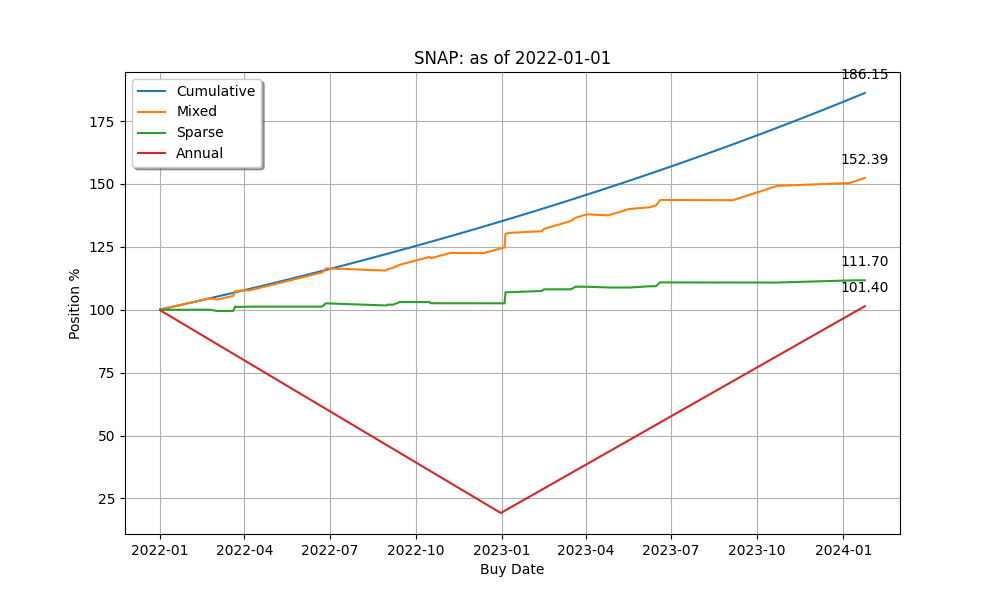 SNAP: as of 2022-01-01
186.15
Cumulative
Mixed
Sparse
Annual
152.39
111.70
101.40
175
150
125
100
75
50
25
Position %
2022-01 2022-04 2022-07 2022-10 2023-01 2023-04 2023-07 2023-10 2024-01
Buy Date